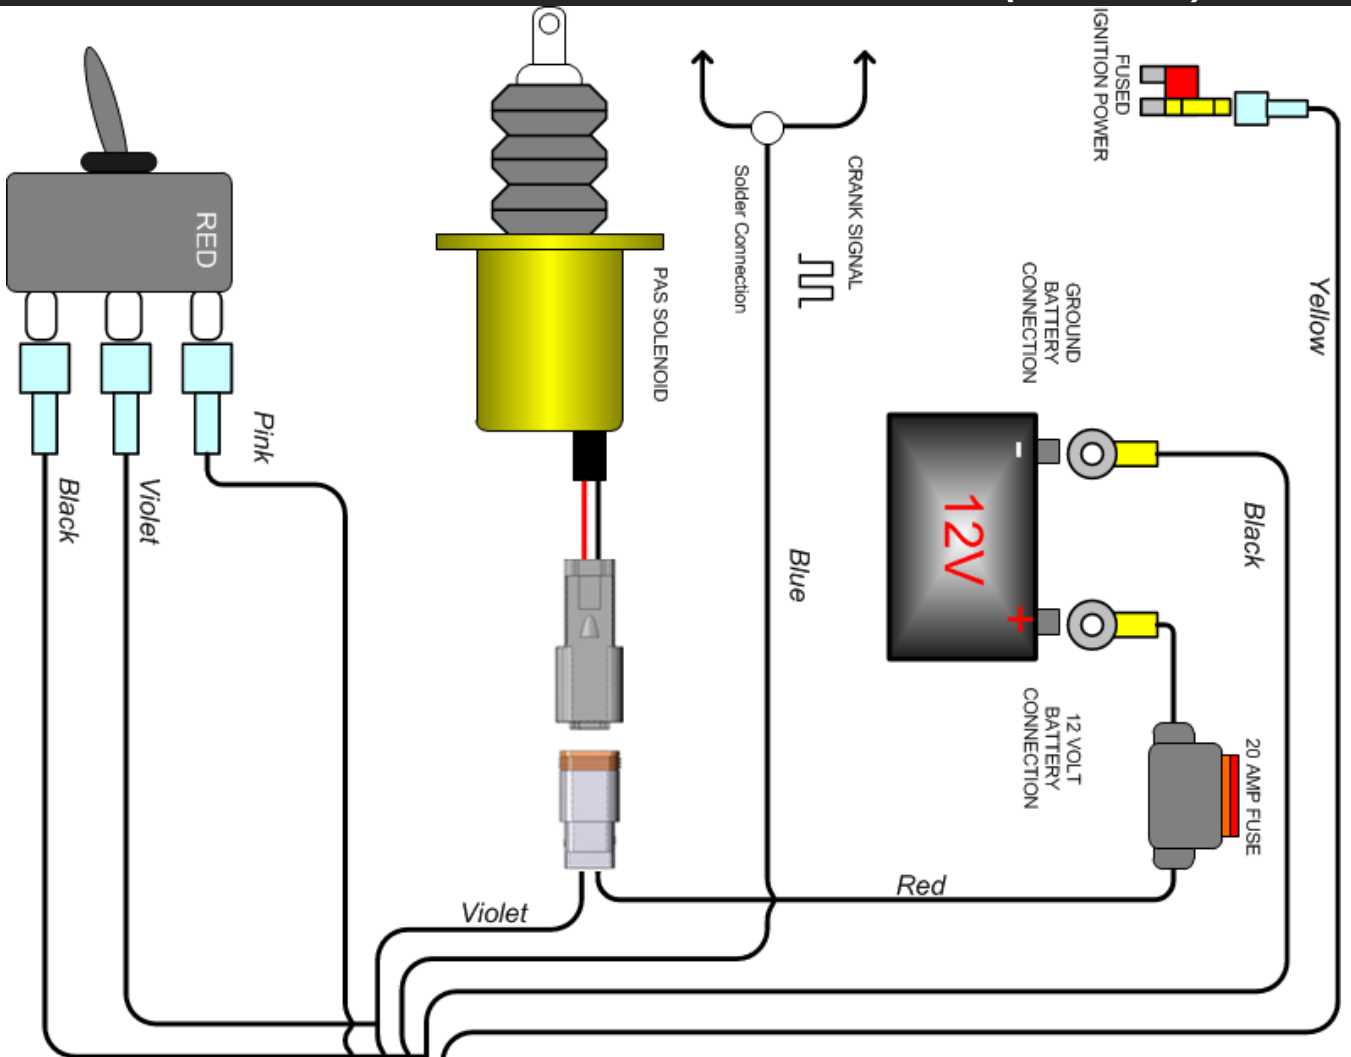 FUSED
IGNITION POWER
RED
CRANK SIGNAL
Solder Connection
PAS SOLENOID
GROUND
BATTERY
CONNECTION
Yellow
Pink
Black
Violet
Blue
-
12V
+
Black
12 VOLT
BATTERY
CONNECTION
20 AMP FUSE
Red
Violet